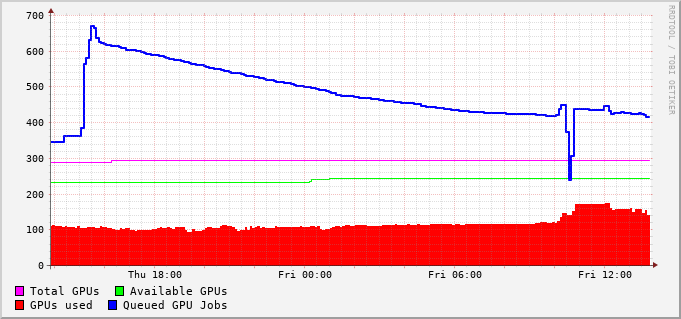 700
600
500
400
300
200
100
0
Thu 18:00 Fri 00:00 Fri 06:00 Fri 12:00
Total GPUs Available GPUs
GPUs used Queued GPU Jobs
RRDTOOL / TOBI OETIKER